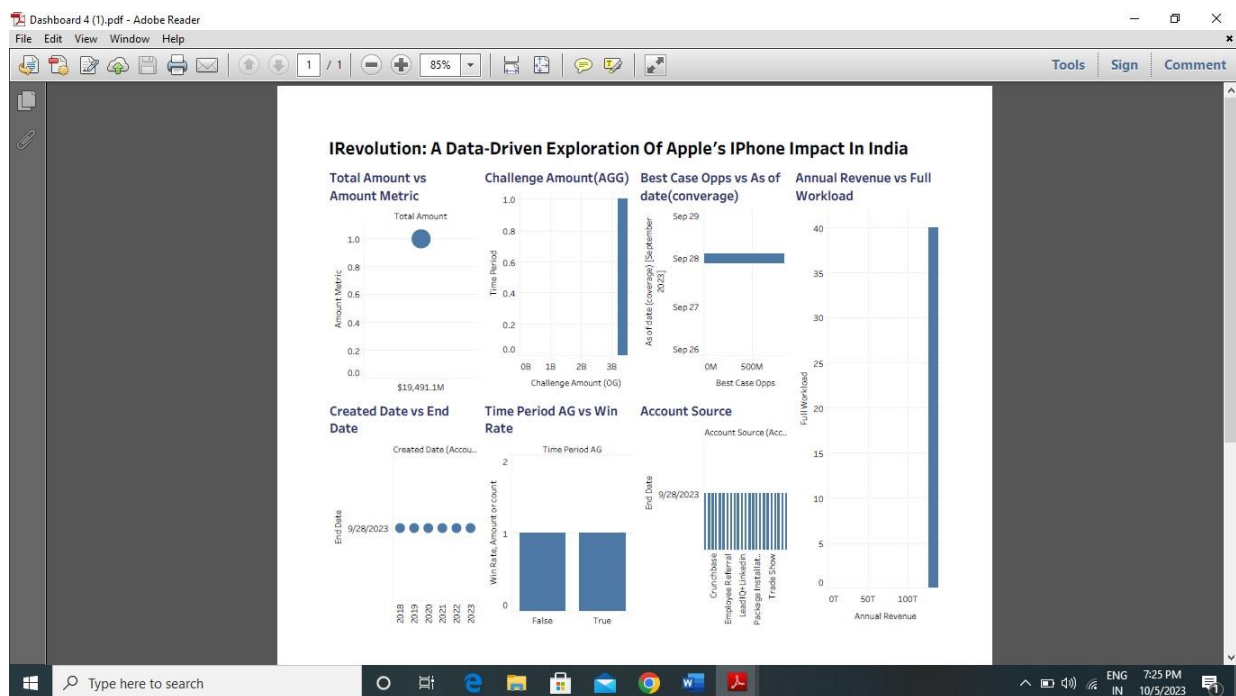 Dashboard 4 (1).pdf - Adobe Reader
File Edit View Window Help
1 / 1 85% Tools Sign Comment
IRevolution: A Data-Driven Exploration Of Apple's IPhone Impact In India
Total Amount vs
Amount Metric
Total Amount
Amount Metric
1.0
0.8
0.6
0.4
0.2
0.0
$19,491.1M
Challenge Amount(AGG)
Time Period
1.0
0.8
0.6
0.4
0.2
0.0
0B 1B 2B 3B
Challenge Amount (OG)
Best Case Opps vs As of
date(converage)
As of date (coverage) [September
2023]
Sep 29
Sep 28
Sep 27
Sep 26
0M 500M
Best Case Opps
Annual Revenue vs Full
Workload
Full Workload
40
35
30
25
20
15
10
5
0
0T 50T 100T
Annual Revenue
Created Date vs End
Date
Created Date (Accou..
End Date
9/28/2023
2018
2019
2020
2021
2022
2023
Time Period AG vs Win
Rate
Time Period AG
Win Rate, Amount or count
2
1
0
False True
Account Source
Account Source (Acc..
End Date
9/28/2023
Crunchbase
Employee Referral
LeadIQ+Linkedin
Package Installat..
Trade Show
Type here to search
ENG 7:25 PM
IN 10/5/2023